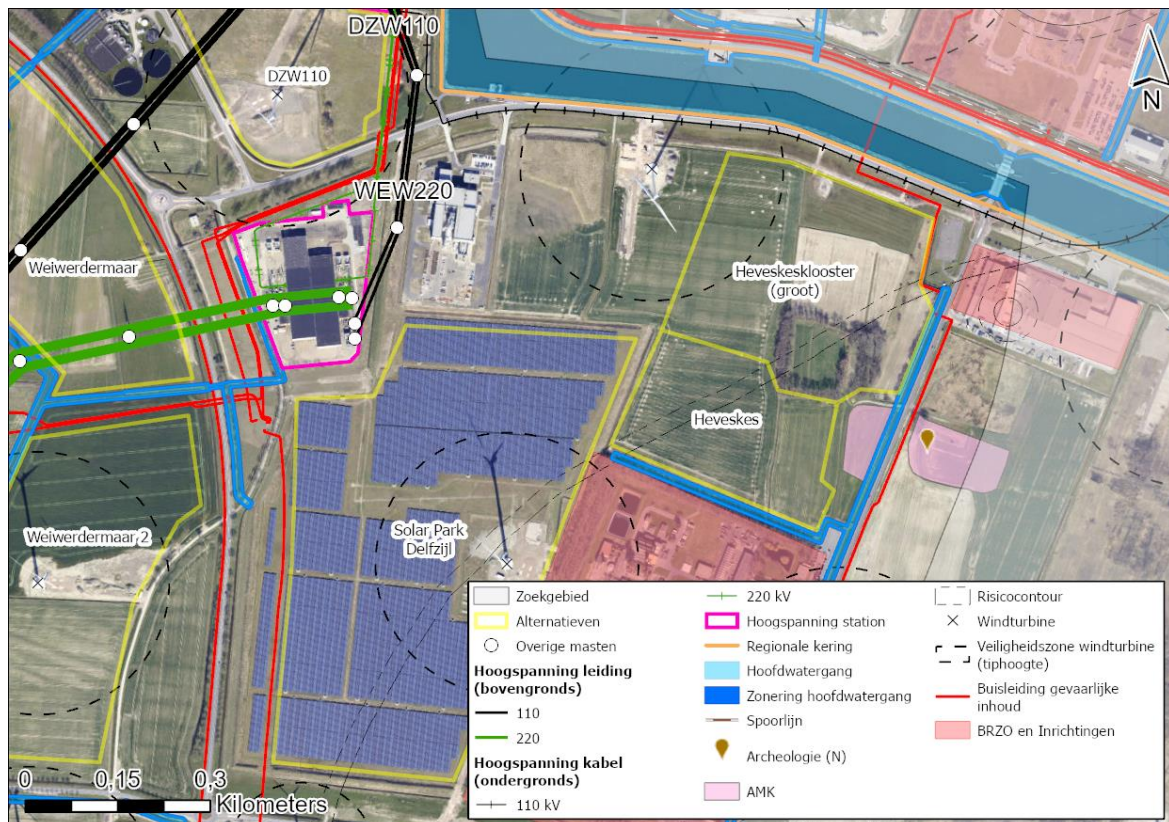 DZW110
DZW110
N
WEW220
Weiwerdermaar
Heveskesklooster
(groot)
Heveskes
Solar Park
Delfzijl
Weiwerdermaar 2
0 0,15 0,3
Kilometers
Zoekgebied
Alternatieven
Overige masten
Hoogspanning leiding
(bovengronds)
110
220
Hoogspanning kabel
(ondergronds)
110 kV
220 kV
Hoogspanning station
Regionale kering
Hoofdwatergang
Zonering hoofdwatergang
Spoorlijn
Archeologie (N)
AMK
Risicocontour
Windturbine
Veiligheidszone windturbine
(tiphoogte)
Buisleiding gevaarlijke
inhoud
BRZO en Inrichtingen